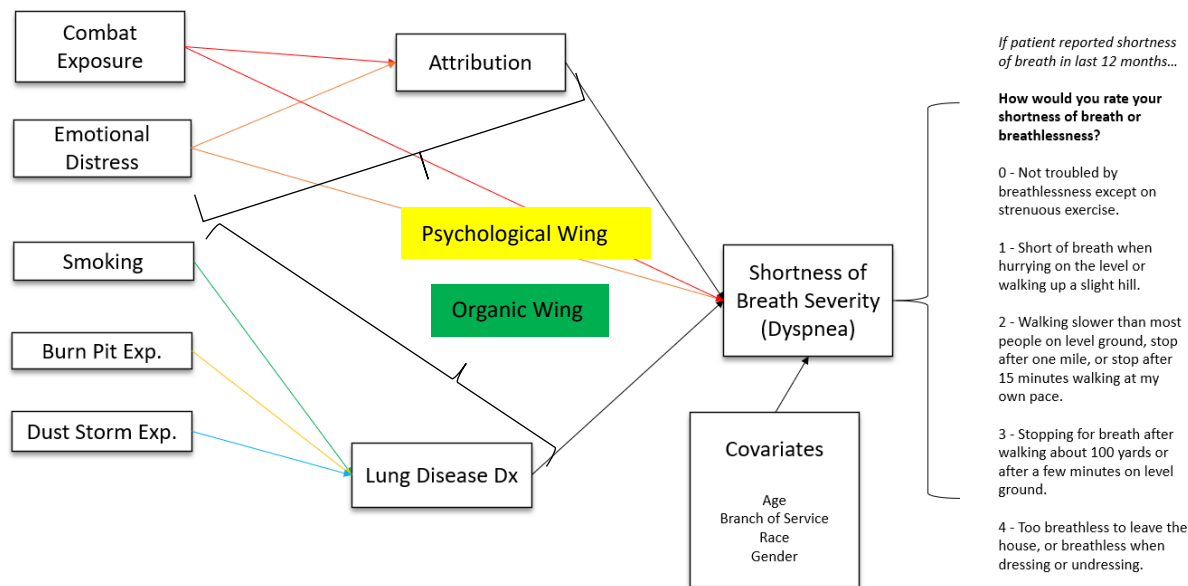 Combat
Exposure
Emotional
Distress
Smoking
Burn Pit Exp.
Dust Storm Exp.
Attribution
Psychological Wing
Organic Wing
Lung Disease Dx
Shortness of
Breath Severity
(Dyspnea)
Covariates
Age
Branch of Service
Race
Gender
If patient reported shortness
of breath in last 12 months…
How would you rate your
shortness of breath or
breathlessness?
0 - Not troubled by
breathlessness except on
strenuous exercise.
1 - Short of breath when
hurrying on the level or
walking up a slight hill.
2 - Walking slower than most
people on level ground, stop
after one mile, or stop after
15 minutes walking at my
own pace.
3 - Stopping for breath after
walking about 100 yards or
after a few minutes on level
ground.
4 - Too breathless to leave the
house, or breathless when
dressing or undressing.